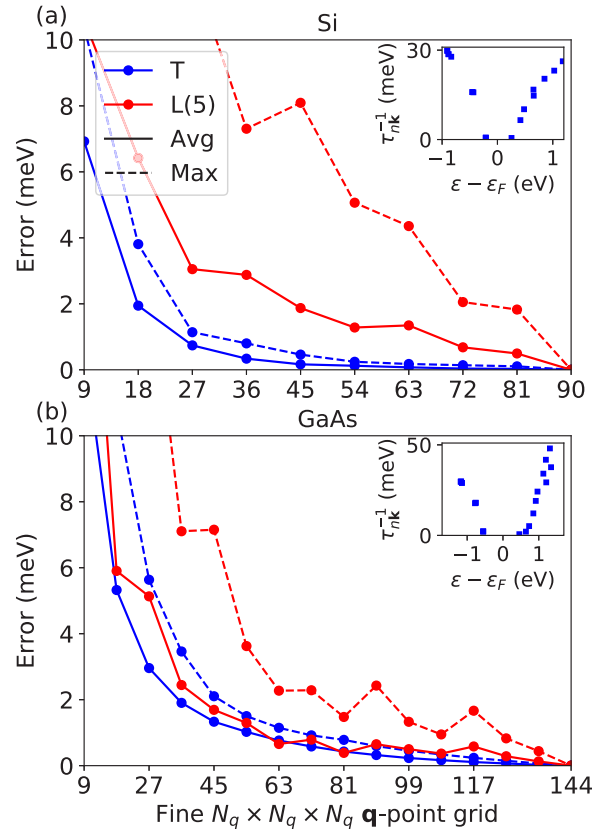 (a)
Si
10
8
6
4
2
0
Error (meV)
T
L(5)
Avg
Max
30
0
τ_{n𝐤}^{−1} (meV)
−1 0 1
ε − ε_F (eV)
9 18 27 36 45 54 63 72 81 90
(b)
GaAs
10
8
6
4
2
0
Error (meV)
50
0
τ_{n𝐤}^{−1} (meV)
−1 0 1
ε − ε_F (eV)
9 27 45 63 81 99 117 144
Fine N_q × N_q × N_q 𝐪-point grid